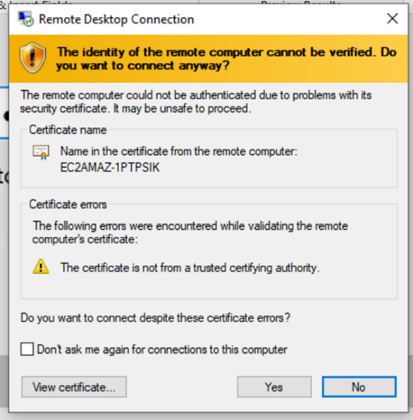 Remote Desktop Connection
The identity of the remote computer cannot be verified. Do
you want to connect anyway?
The remote computer could not be authenticated due to problems with its
security certificate. It may be unsafe to proceed.
Certificate name
Name in the certificate from the remote computer:
EC2AMAZ-1PTPSIK
Certificate errors
The following errors were encountered while validating the remote
computer's certificate:
The certificate is not from a trusted certifying authority.
Do you want to connect despite these certificate errors?
Don't ask me again for connections to this computer
View certificate... Yes No